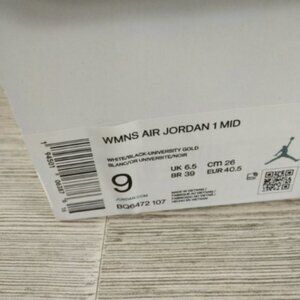 WMNS AIR JORDAN 1 MID
WHITE/BLACK-UNIVERSITY GOLD
BLANC/OR UNIVERSITE/NOIR
9
UK 6.5
cm 26
BR 39
EUR 40.5
JORDAN.COM
BQ6472 107